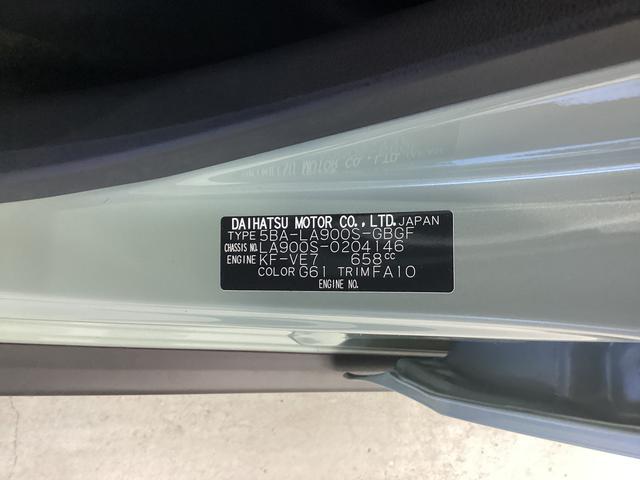 DAIHATSU MOTOR CO., LTD. JAPAN
TYPE 5BA-LA900S-GBGF
CHASSIS NO. LA900S-0204146
ENGINE KF-VE7 658cc
COLOR G61 TRIM FA10
ENGINE NO.